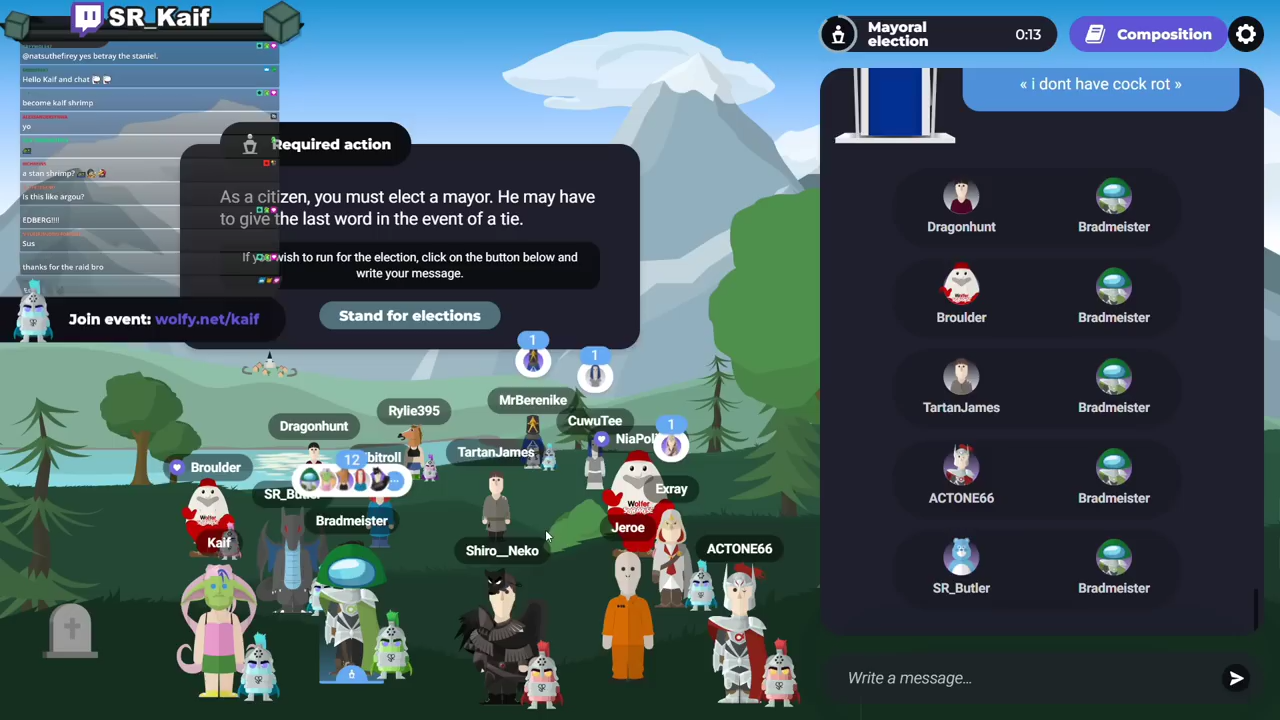 SR_Kaif
@natsuthefirey yes betray the staniel.
Hello Kaif and chat
become kaif shrimp
yo
a stan shrimp?
Is this like argou?
EDBERG!!!!
Sus
thanks for the raid bro
Join event: wolfy.net/kaif
Required action
As a citizen, you must elect a mayor. He may have
to give the last word in the event of a tie.
If you wish to run for the election, click on the button below and
write your message.
Stand for elections
Mayoral
election
0:13
Composition
« i dont have cock rot »
Dragonhunt
Bradmeister
Broulder
Bradmeister
TartanJames
Bradmeister
ACTONE66
Bradmeister
SR_Butler
Bradmeister
Write a message...
1
1
MrBerenike
Rylie395
CuwuTee
1
Dragonhunt
NiaPoli
TartanJames
12
bitroll
Broulder
Wolfer
Exray
SR_Butler
Wolfer
Bradmeister
Jeroe
Kaif
Shiro__Neko
ACTONE66